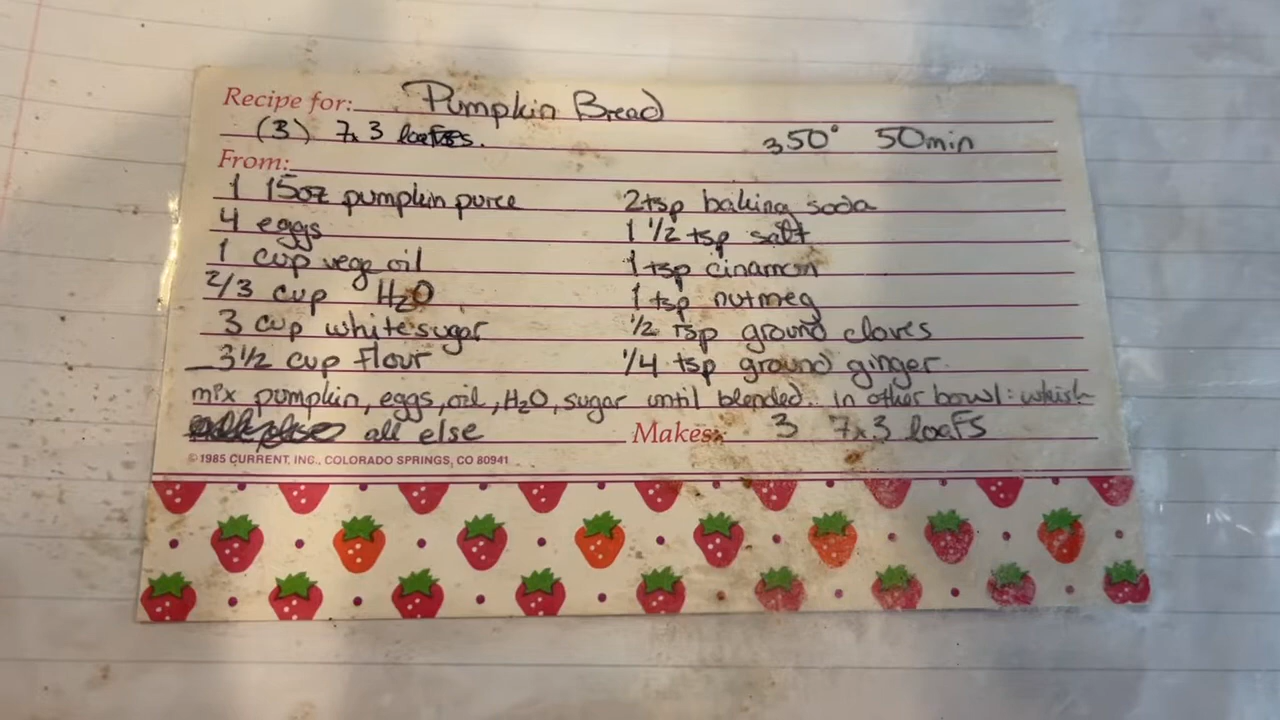 Recipe for: Pumpkin Bread
(3) 7x3 loafs. 350° 50min
From:
1 15oz pumpkin puree 2tsp baking soda
4 eggs 1 1/2 tsp salt
1 cup vege oil 1 tsp cinamon
2/3 cup H2O 1 tsp nutmeg
3 cup white sugar 1/2 tsp ground cloves
3 1/2 cup flour 1/4 tsp ground ginger
mix pumpkin, eggs, oil, H2O, sugar until blended. in other bowl: whish
all else Makes: 3 7x3 loafs
©1985 CURRENT, INC., COLORADO SPRINGS, CO 80941